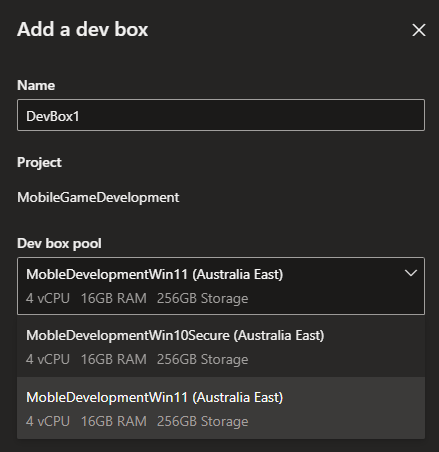 Add a dev box
Name
DevBox1
Project
MobileGameDevelopment
Dev box pool
MobleDevelopmentWin11 (Australia East)
4 vCPU 16GB RAM 256GB Storage
MobleDevelopmentWin10Secure (Australia East)
4 vCPU 16GB RAM 256GB Storage
MobleDevelopmentWin11 (Australia East)
4 vCPU 16GB RAM 256GB Storage